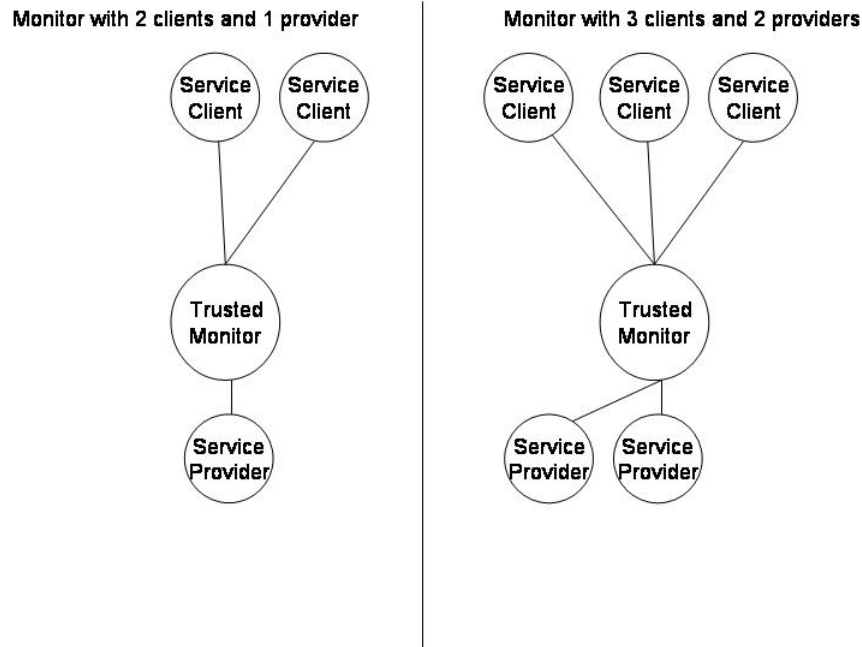 Monitor with 2 clients and 1 provider
Service
Client
Service
Client
Trusted
Monitor
Service
Provider
Monitor with 3 clients and 2 providers
Service
Client
Service
Client
Service
Client
Trusted
Monitor
Service
Provider
Service
Provider